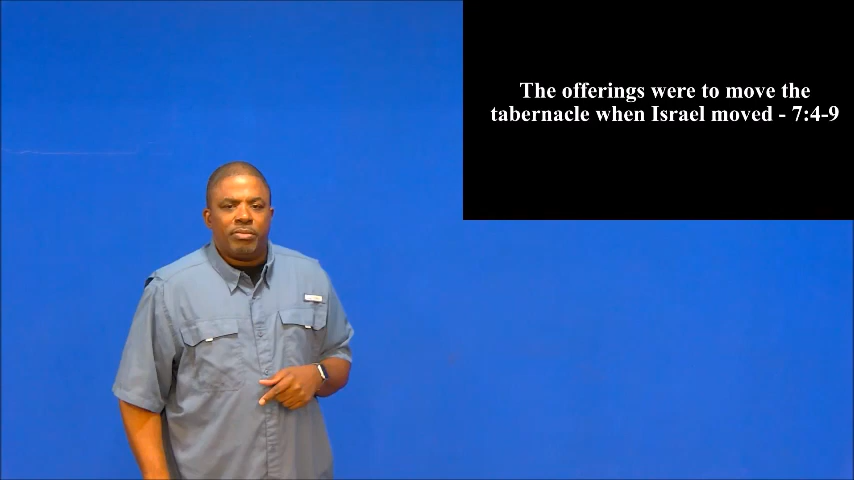 The offerings were to move the
tabernacle when Israel moved - 7:4-9